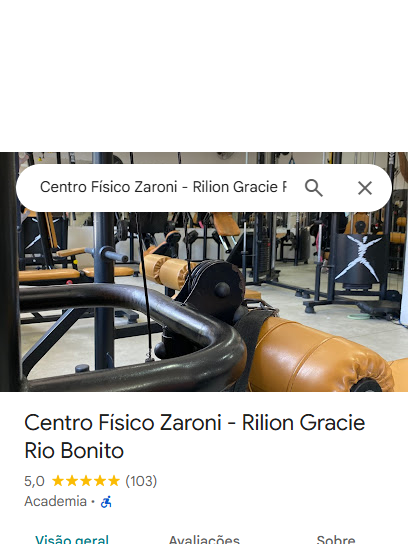 Centro Físico Zaroni - Rilion Gracie R
Centro Físico Zaroni - Rilion Gracie
Rio Bonito
5,0 ★★★★★ (103)
Academia ·
Visão geral Avaliações Sobre